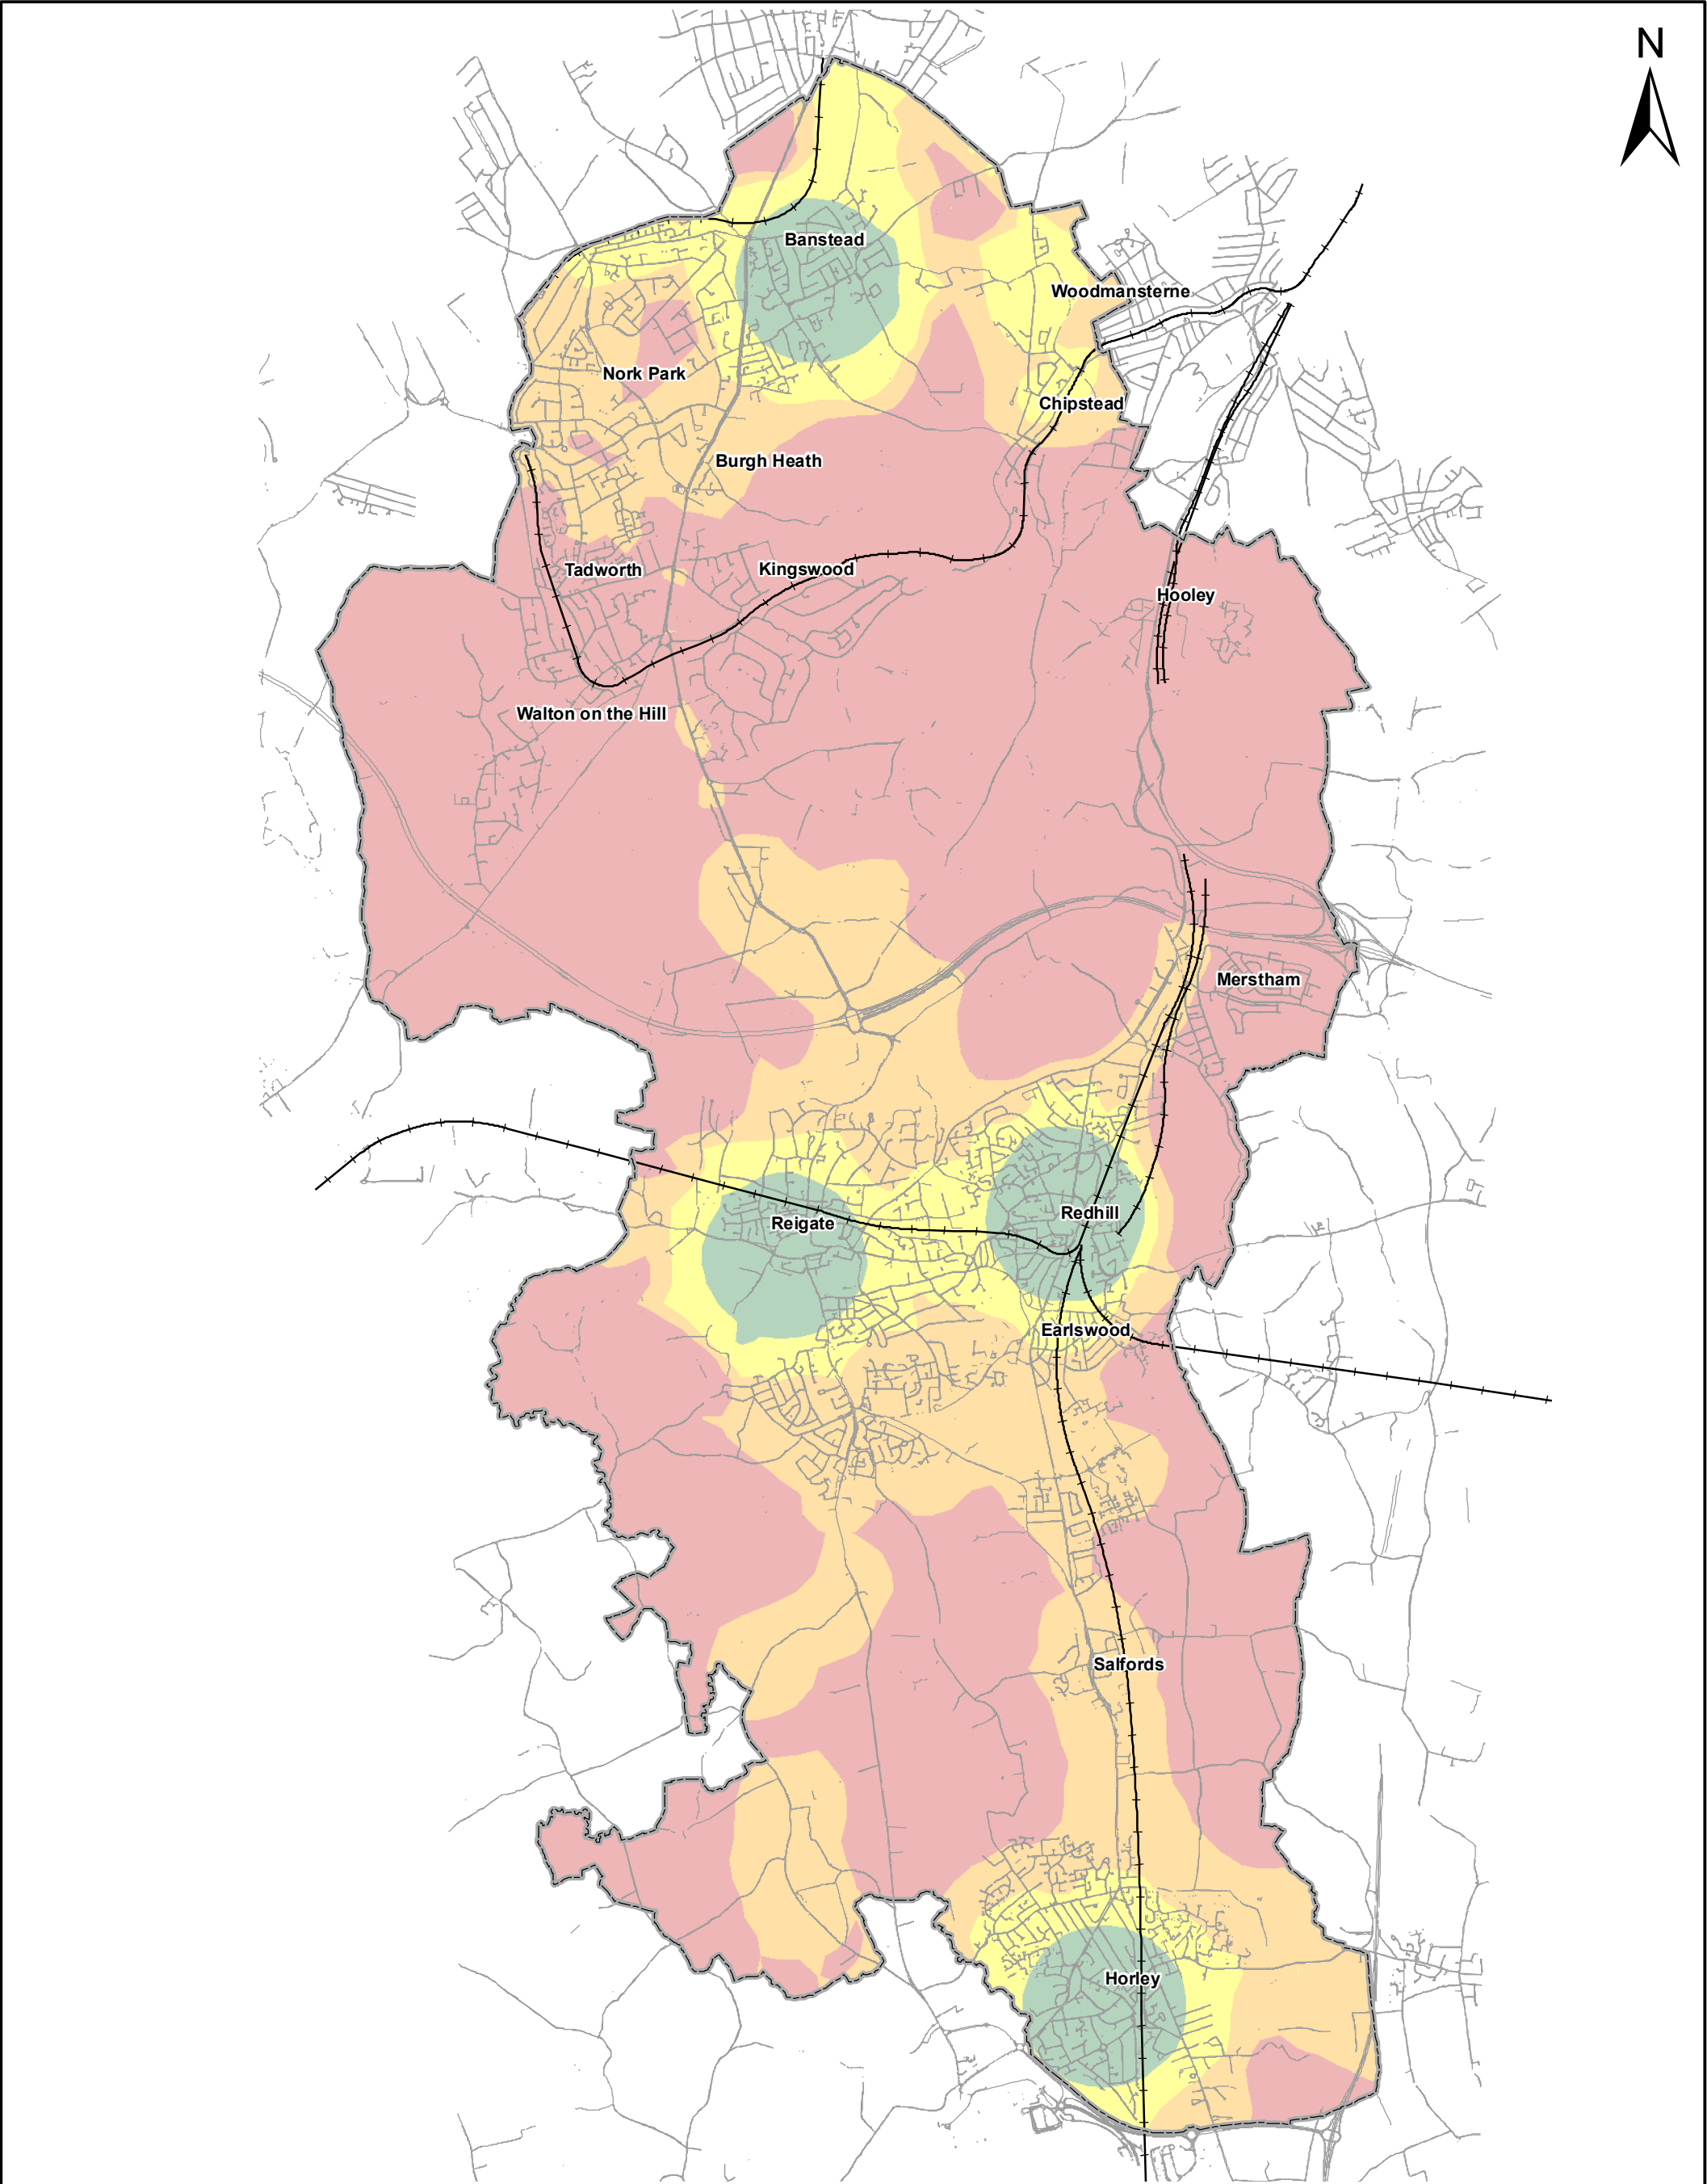 N
Banstead
Woodmansterne
Nork Park
Chipstead
Burgh Heath
Tadworth
Kingswood
Hooley
Walton on the Hill
Merstham
Redhill
Reigate
Earlswood
Salfords
Horley